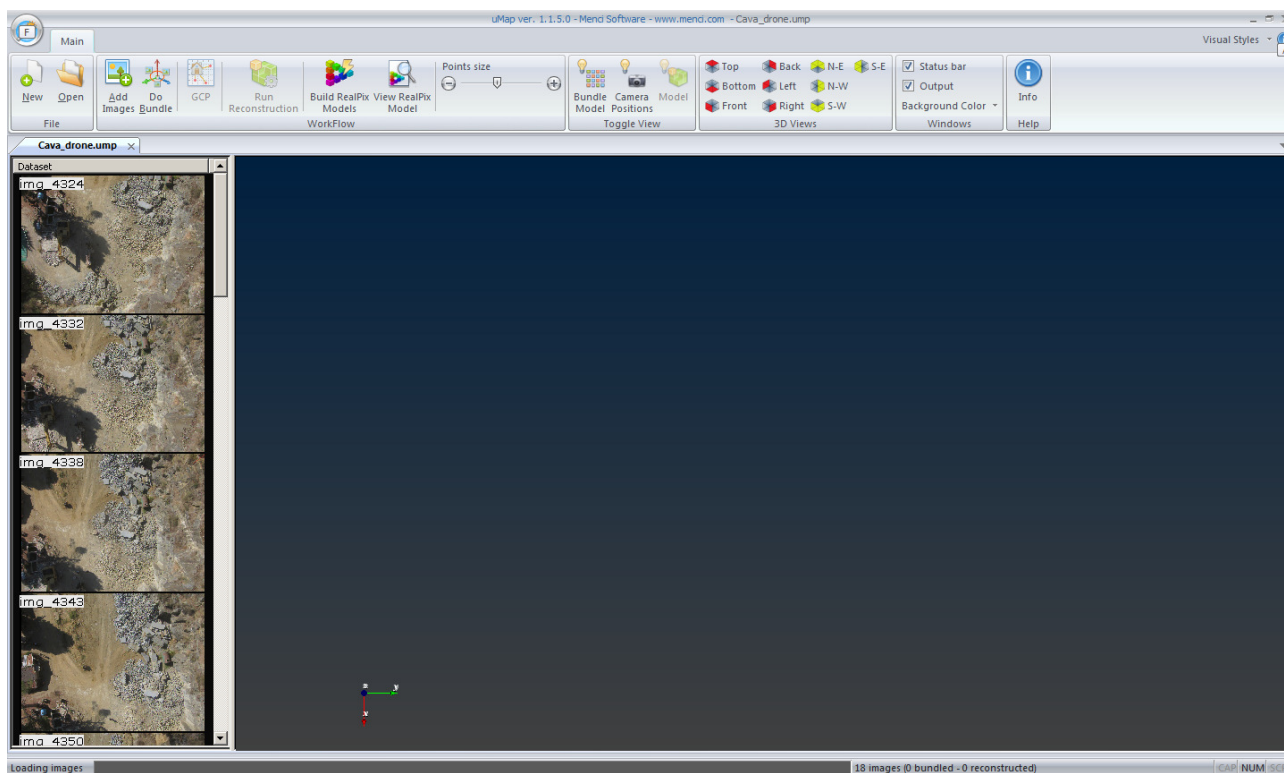 uMap ver. 1.1.5.0 - Menci Software - www.menci.com - Cava_drone.ump
F
Main
Visual Styles
New
Open
Add Images
Do Bundle
GCP
Run Reconstruction
Build RealPix Models
View RealPix Model
Points size
Bundle Model
Camera Positions
Model
Top
Back
N-E
S-E
Bottom
Left
N-W
Front
Right
S-W
Status bar
Output
Background Color
Info
File
WorkFlow
Toggle View
3D Views
Windows
Help
Cava_drone.ump
Dataset
img_4324
img_4332
img_4338
img_4343
img_4350
z
y
x
Loading images
18 images (0 bundled - 0 reconstructed)
CAP
NUM